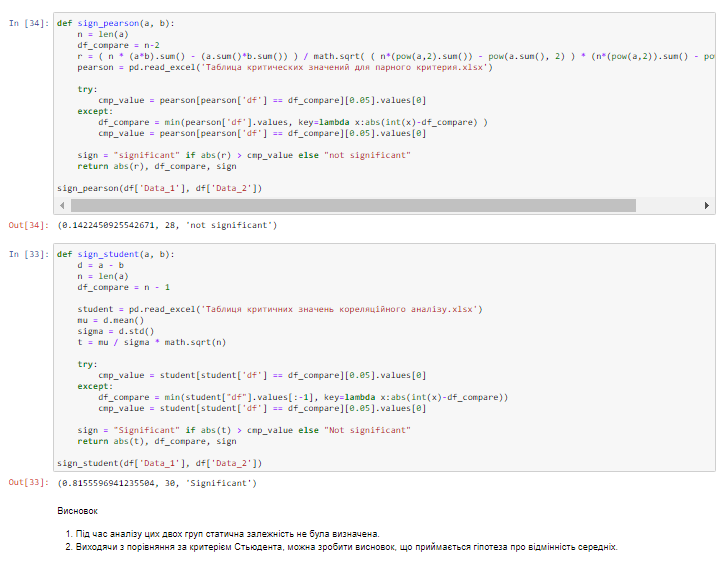 In [34]: def sign_pearson(a, b):
n = len(a)
df_compare = n-2
r = ( n * (a*b).sum() - (a.sum()*b.sum()) ) / math.sqrt( ( n*(pow(a,2).sum()) - pow(a.sum(), 2) ) * (n*(pow(a,2)).sum() - po
pearson = pd.read_excel('Таблица критических значений для парного критерия.xlsx')
try:
cmp_value = pearson[pearson['df'] == df_compare][0.05].values[0]
except:
df_compare = min(pearson['df'].values, key=lambda x:abs(int(x)-df_compare) )
cmp_value = pearson[pearson['df'] == df_compare][0.05].values[0]
sign = "significant" if abs(r) > cmp_value else "not significant"
return abs(r), df_compare, sign
sign_pearson(df['Data_1'], df['Data_2'])
Out[34]: (0.1422450925542671, 28, 'not significant')
In [33]: def sign_student(a, b):
d = a - b
n = len(a)
df_compare = n - 1
student = pd.read_excel('Таблиця критичних значень кореляційного аналізу.xlsx')
mu = d.mean()
sigma = d.std()
t = mu / sigma * math.sqrt(n)
try:
cmp_value = student[student['df'] == df_compare][0.05].values[0]
except:
df_compare = min(student["df"].values[:-1], key=lambda x:abs(int(x)-df_compare))
cmp_value = student[student['df'] == df_compare][0.05].values[0]
sign = "Significant" if abs(t) > cmp_value else "Not significant"
return abs(t), df_compare, sign
sign_student(df['Data_1'], df['Data_2'])
Out[33]: (0.8155596941235504, 30, 'Significant')
Висновок
1. Під час аналізу цих двох груп статична залежність не була визначена.
2. Виходячи з порівняння за критерієм Стьюдента, можна зробити висновок, що приймається гіпотеза про відмінність середніх.